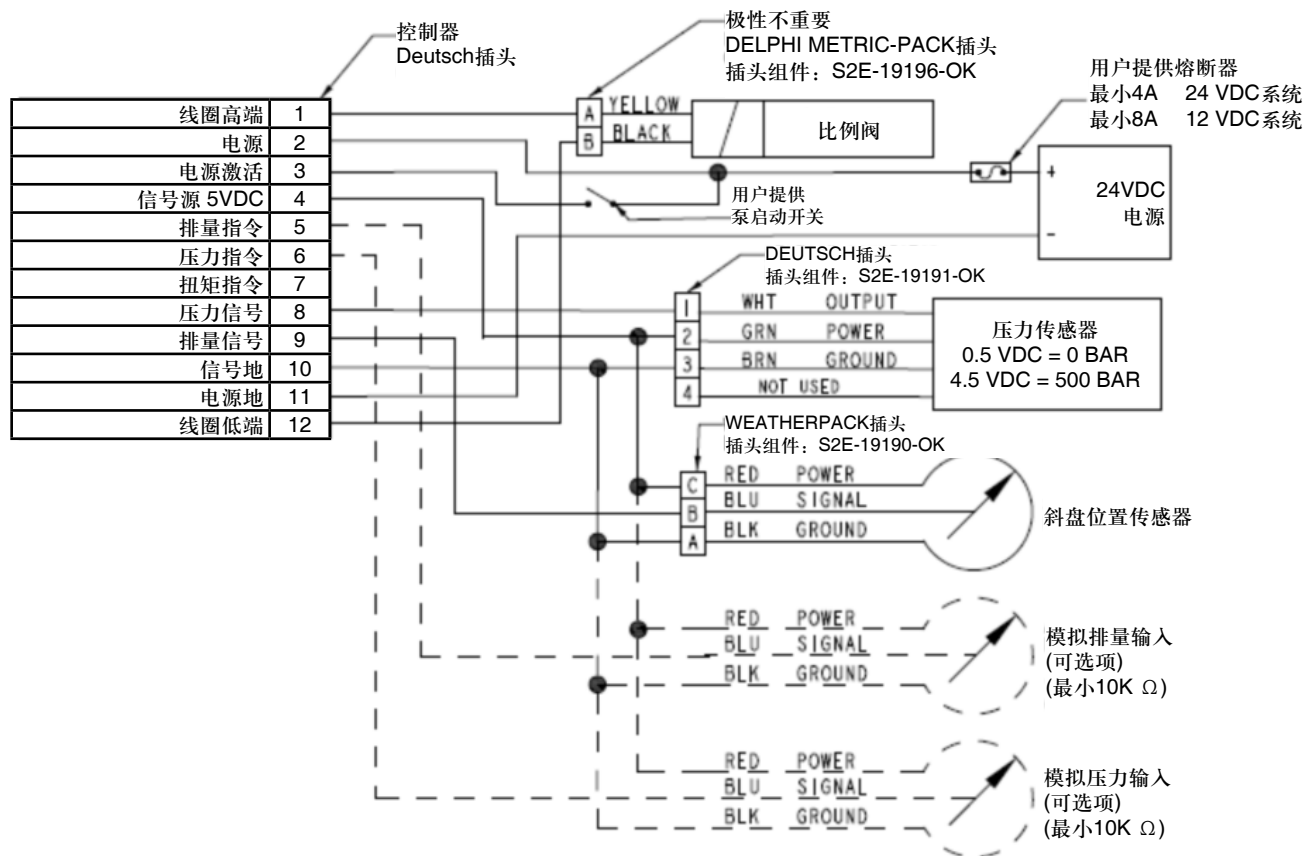 控制器
Deutsch插头
极性不重要
DELPHI METRIC-PACK插头
插头组件：S2E-19196-OK
用户提供熔断器
最小4A 24 VDC系统
最小8A 12 VDC系统
线圈高端 1
电源 2
电源激活 3
信号源 5VDC 4
排量指令 5
压力指令 6
扭矩指令 7
压力信号 8
排量信号 9
信号地 10
电源地 11
线圈低端 12
A YELLOW
B BLACK
比例阀
用户提供
泵启动开关
+
24VDC
电源
-
DEUTSCH插头
插头组件：S2E-19191-OK
1 WHT OUTPUT
2 GRN POWER
3 BRN GROUND
4 NOT USED
压力传感器
0.5 VDC = 0 BAR
4.5 VDC = 500 BAR
WEATHERPACK插头
插头组件：S2E-19190-OK
C RED POWER
B BLU SIGNAL
A BLK GROUND
斜盘位置传感器
RED POWER
BLU SIGNAL
BLK GROUND
模拟排量输入
(可选项)
(最小10K Ω)
RED POWER
BLU SIGNAL
BLK GROUND
模拟压力输入
(可选项)
(最小10K Ω)